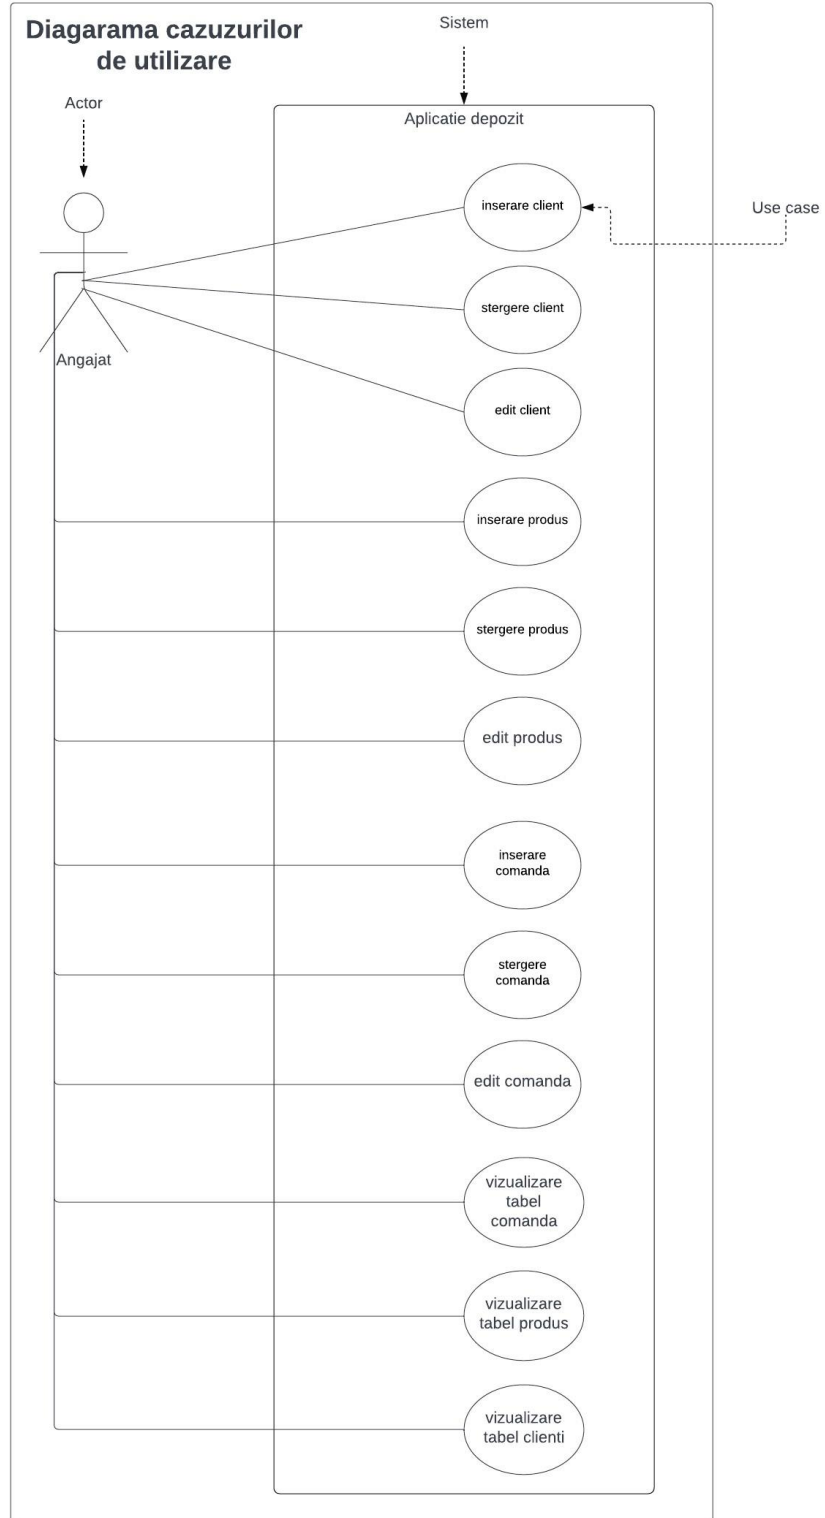 Diagarama cazuzurilor
de utilizare
Sistem
Actor
Aplicatie depozit
inserare client
Use case
stergere client
Angajat
edit client
inserare produs
stergere produs
edit produs
inserare
comanda
stergere
comanda
edit comanda
vizualizare
tabel
comanda
vizualizare
tabel produs
vizualizare
tabel clienti